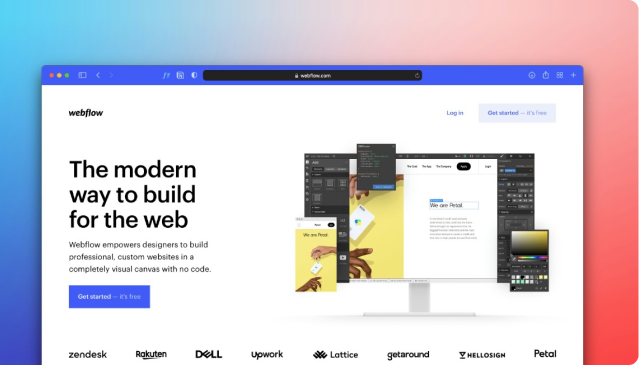 webflow.com
webflow
Log in
Get started — it's free
The modern
way to build
for the web
Webflow empowers designers to build
professional, custom websites in a
completely visual canvas with no code.
Get started — it's free
We are Petal
We are Petal
Login
zendesk
Rakuten
DELL
Upwork
Lattice
getaround
HELLOSIGN
Petal